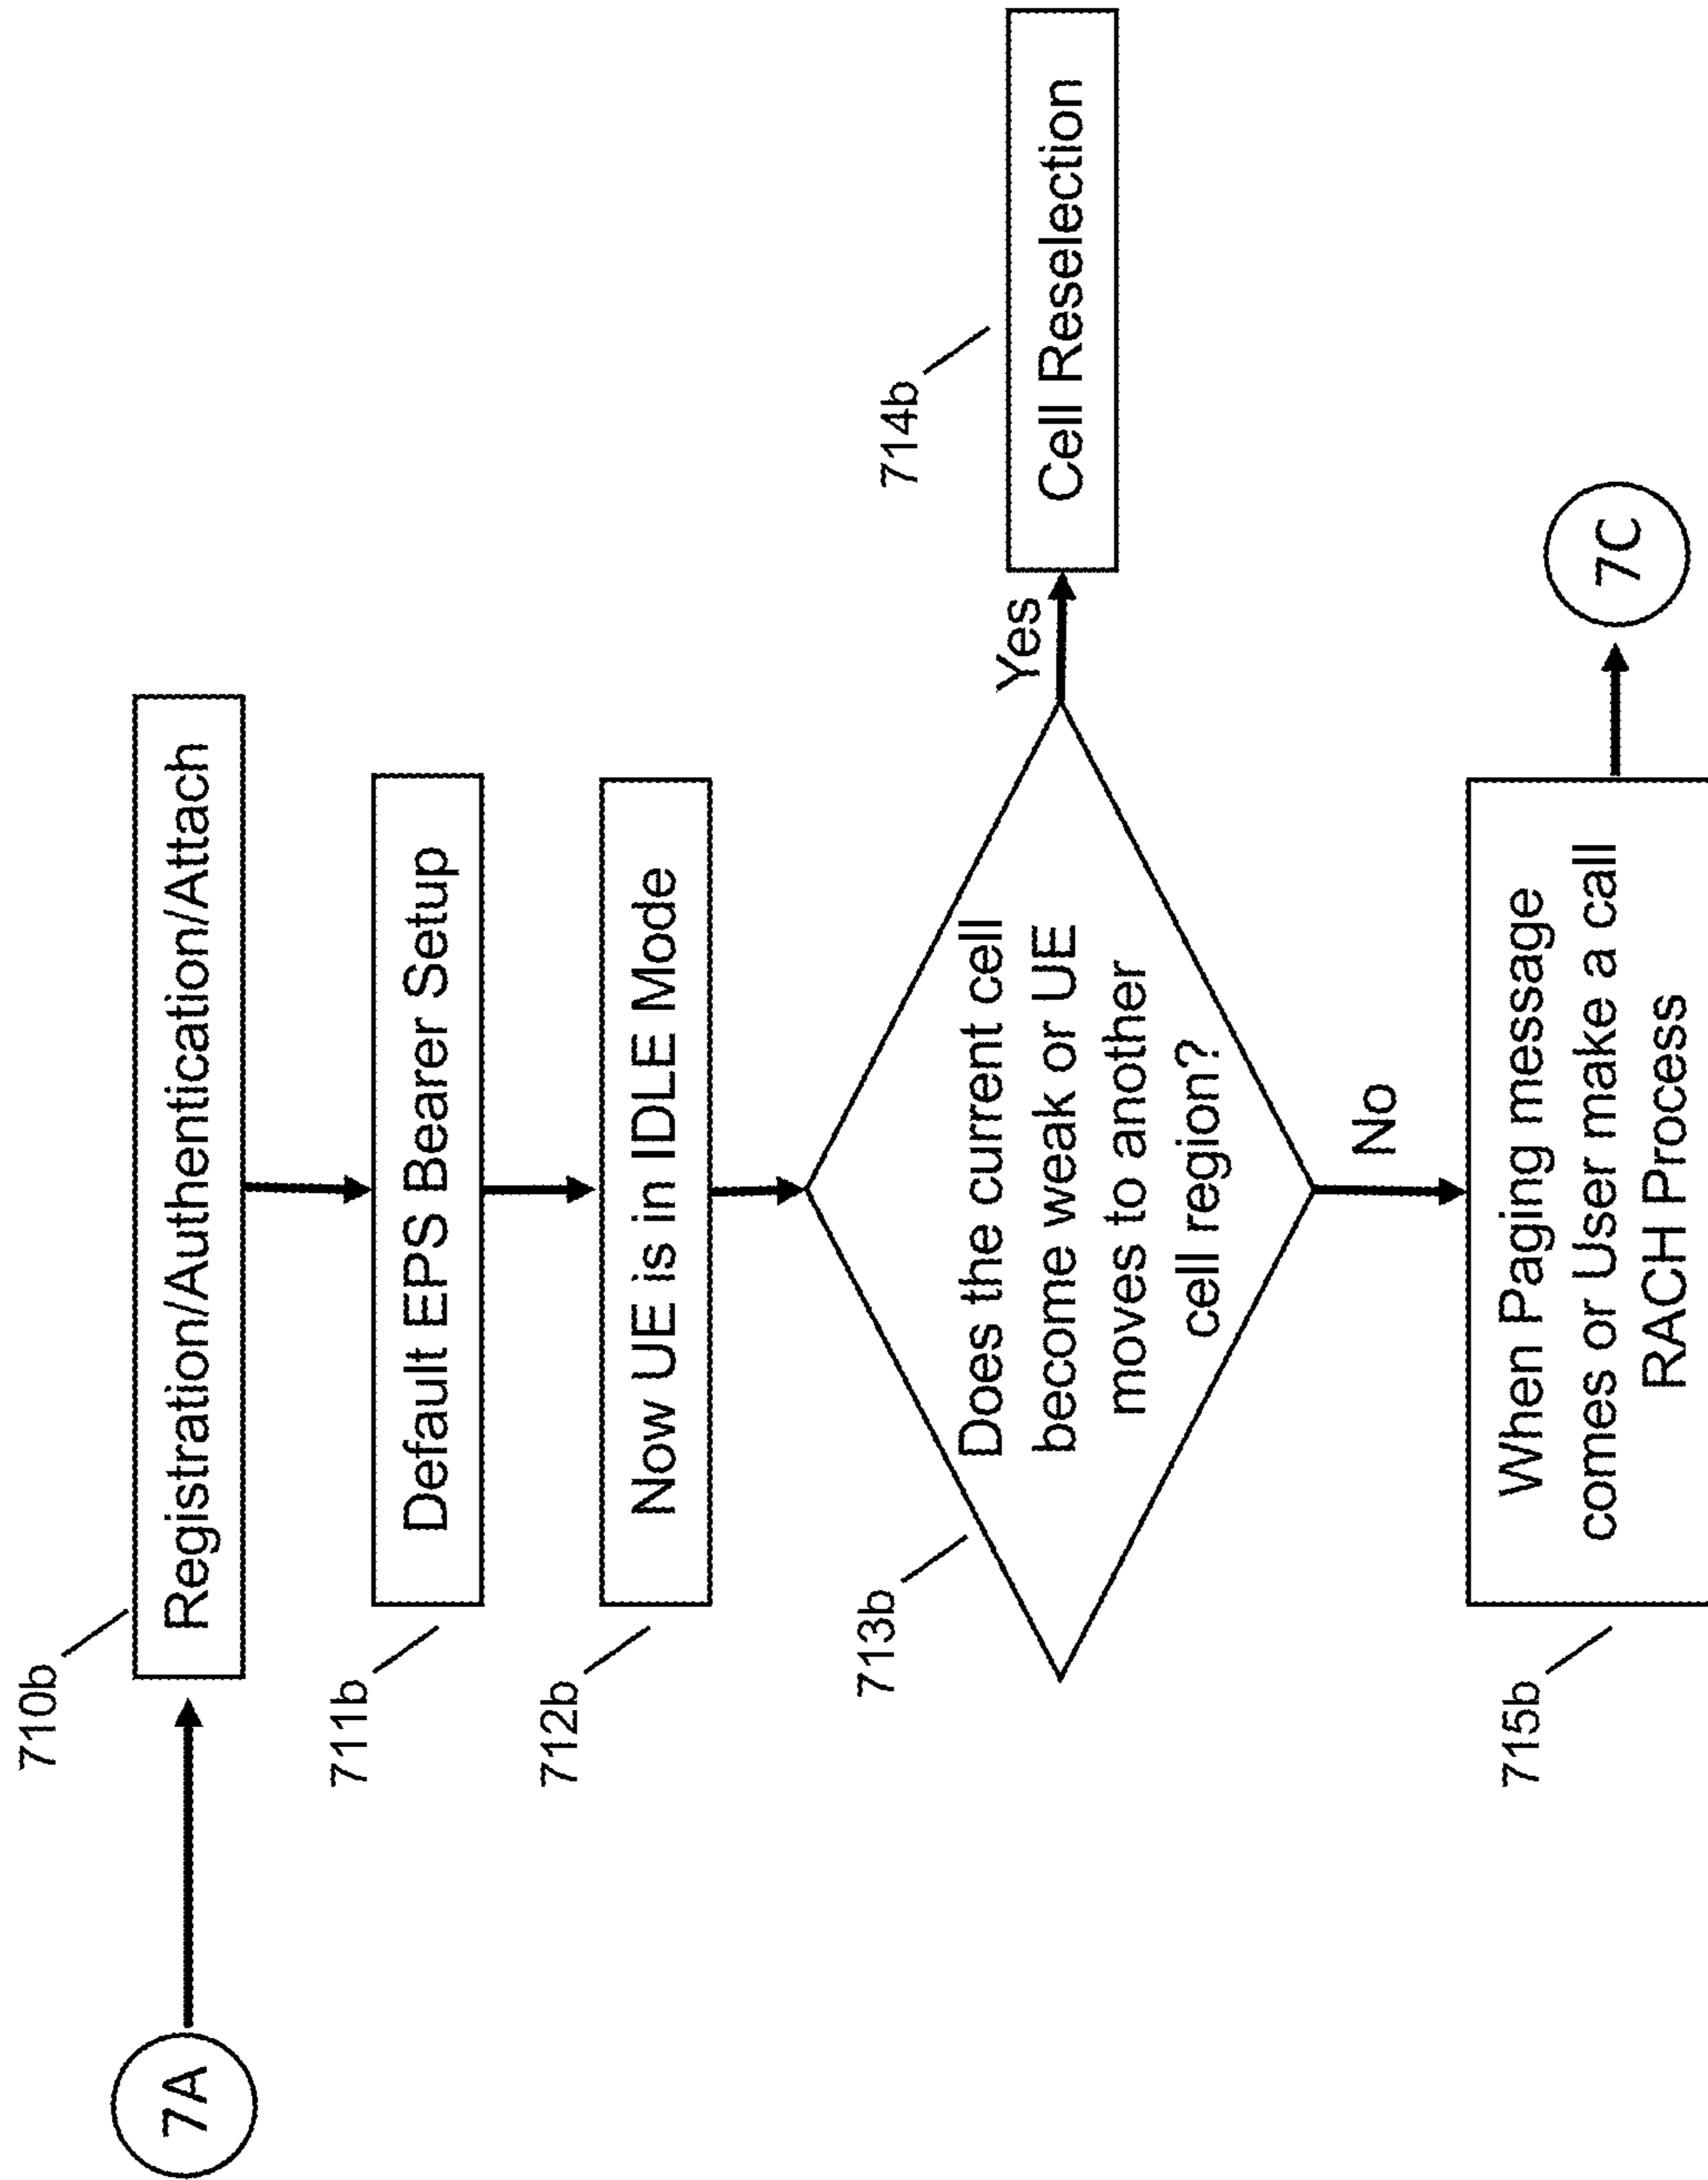 7A
710b
Registration/Authentication/Attach
711b
Default EPS Bearer Setup
712b
Now UE is in IDLE Mode
713b
Does the current cell
become weak or UE
moves to another
cell region?
Yes
714b
Cell Reselection
No
715b
When Paging message
comes or User make a call
RACH Process
7C